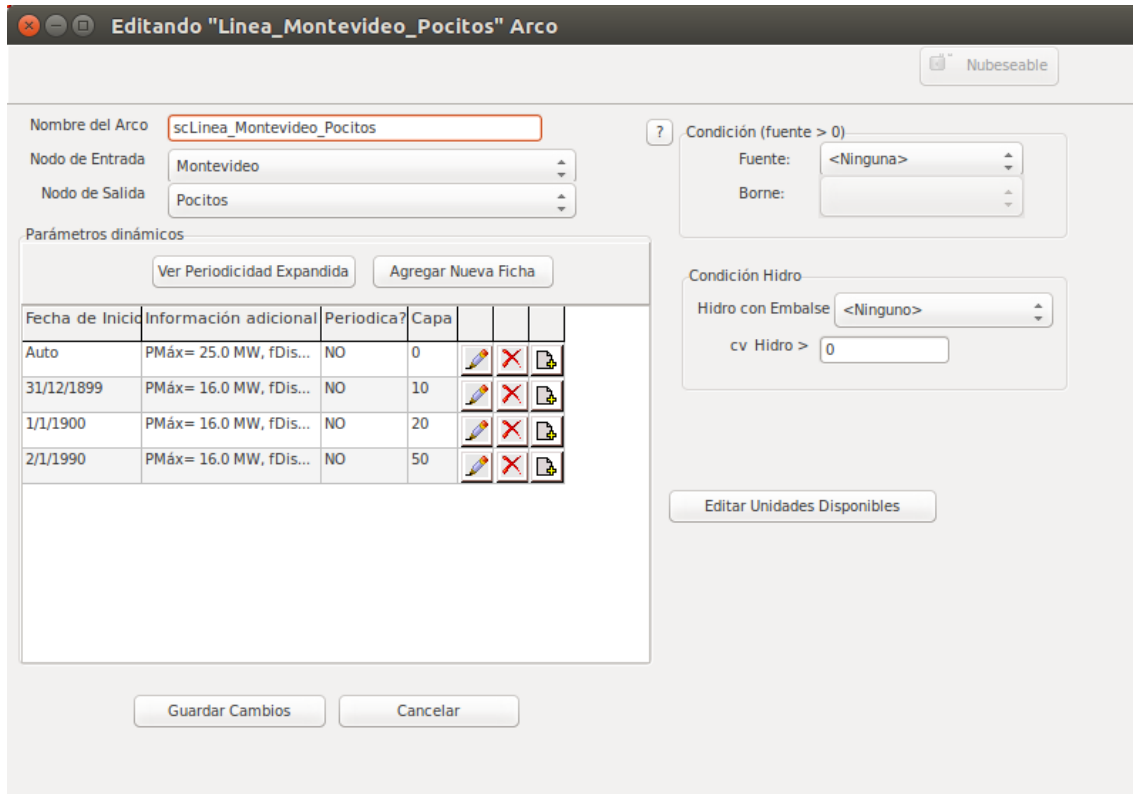 Editando "Linea_Montevideo_Pocitos" Arco
Nubeseable
Nombre del Arco scLinea_Montevideo_Pocitos
Nodo de Entrada Montevideo
Nodo de Salida Pocitos
? Condición (fuente > 0)
Fuente: <Ninguna>
Borne:
Parámetros dinámicos
Ver Periodicidad Expandida Agregar Nueva Ficha
Fecha de Inicio Información adicional Periodica? Capa
Auto PMáx= 25.0 MW, fDis... NO 0
31/12/1899 PMáx= 16.0 MW, fDis... NO 10
1/1/1900 PMáx= 16.0 MW, fDis... NO 20
2/1/1990 PMáx= 16.0 MW, fDis... NO 50
Condición Hidro
Hidro con Embalse <Ninguno>
cv Hidro > 0
Editar Unidades Disponibles
Guardar Cambios Cancelar